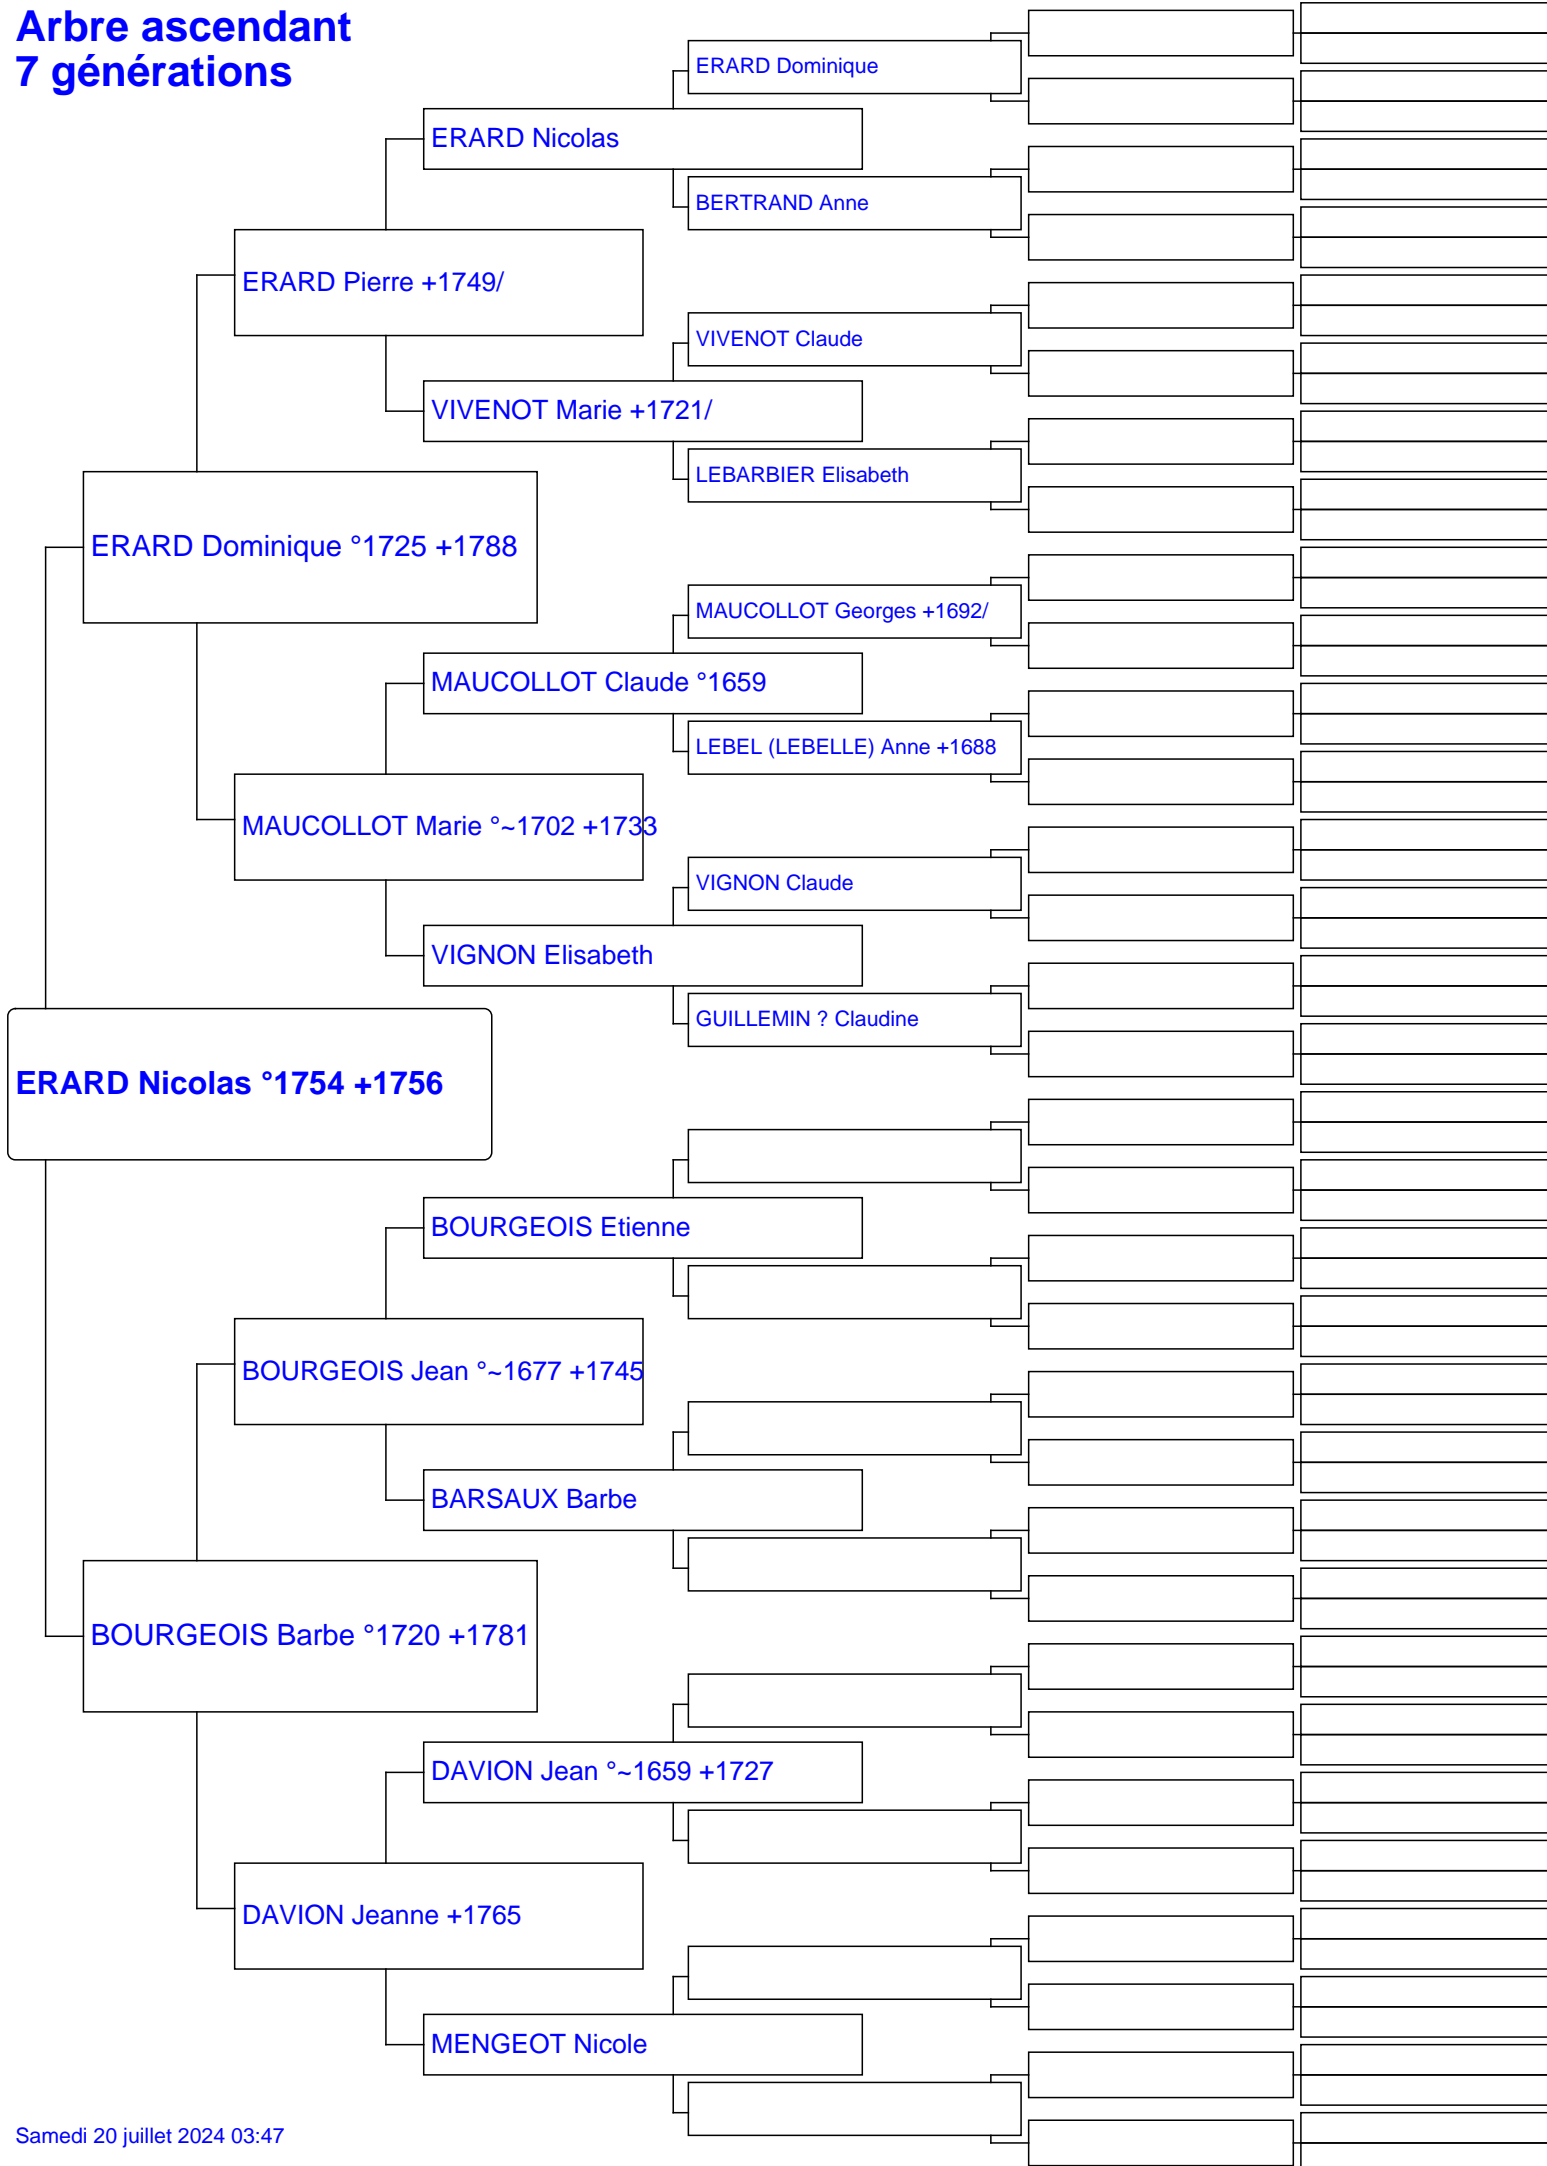 Arbre ascendant
7 générations
ERARD Dominique
ERARD Nicolas
BERTRAND Anne
ERARD Pierre +1749/
VIVENOT Claude
VIVENOT Marie +1721/
LEBARBIER Elisabeth
ERARD Dominique °1725 +1788
MAUCOLLOT Georges +1692/
MAUCOLLOT Claude °1659
LEBEL (LEBELLE) Anne +1688
MAUCOLLOT Marie °~1702 +1733
VIGNON Claude
VIGNON Elisabeth
GUILLEMIN ? Claudine
ERARD Nicolas °1754 +1756
BOURGEOIS Etienne
BOURGEOIS Jean °~1677 +1745
BARSAUX Barbe
BOURGEOIS Barbe °1720 +1781
DAVION Jean °~1659 +1727
DAVION Jeanne +1765
MENGEOT Nicole
Samedi 20 juillet 2024 03:47